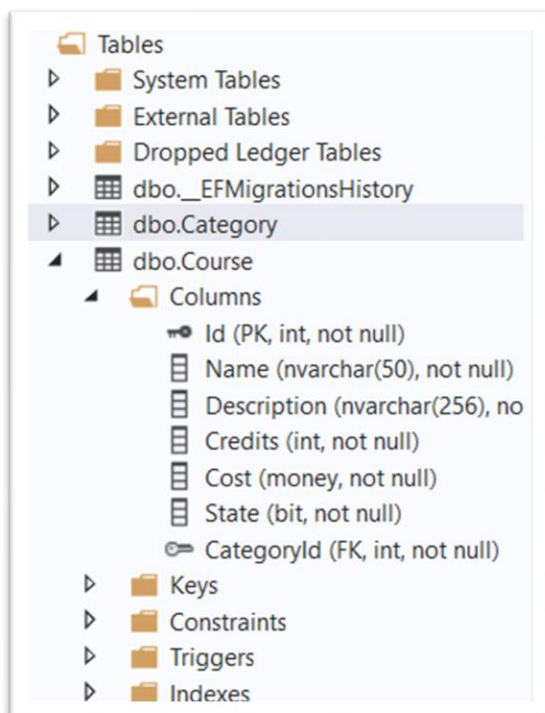 Tables
System Tables
External Tables
Dropped Ledger Tables
dbo.__EFMigrationsHistory
dbo.Category
dbo.Course
Columns
Id (PK, int, not null)
Name (nvarchar(50), not null)
Description (nvarchar(256), no
Credits (int, not null)
Cost (money, not null)
State (bit, not null)
CategoryId (FK, int, not null)
Keys
Constraints
Triggers
Indexes